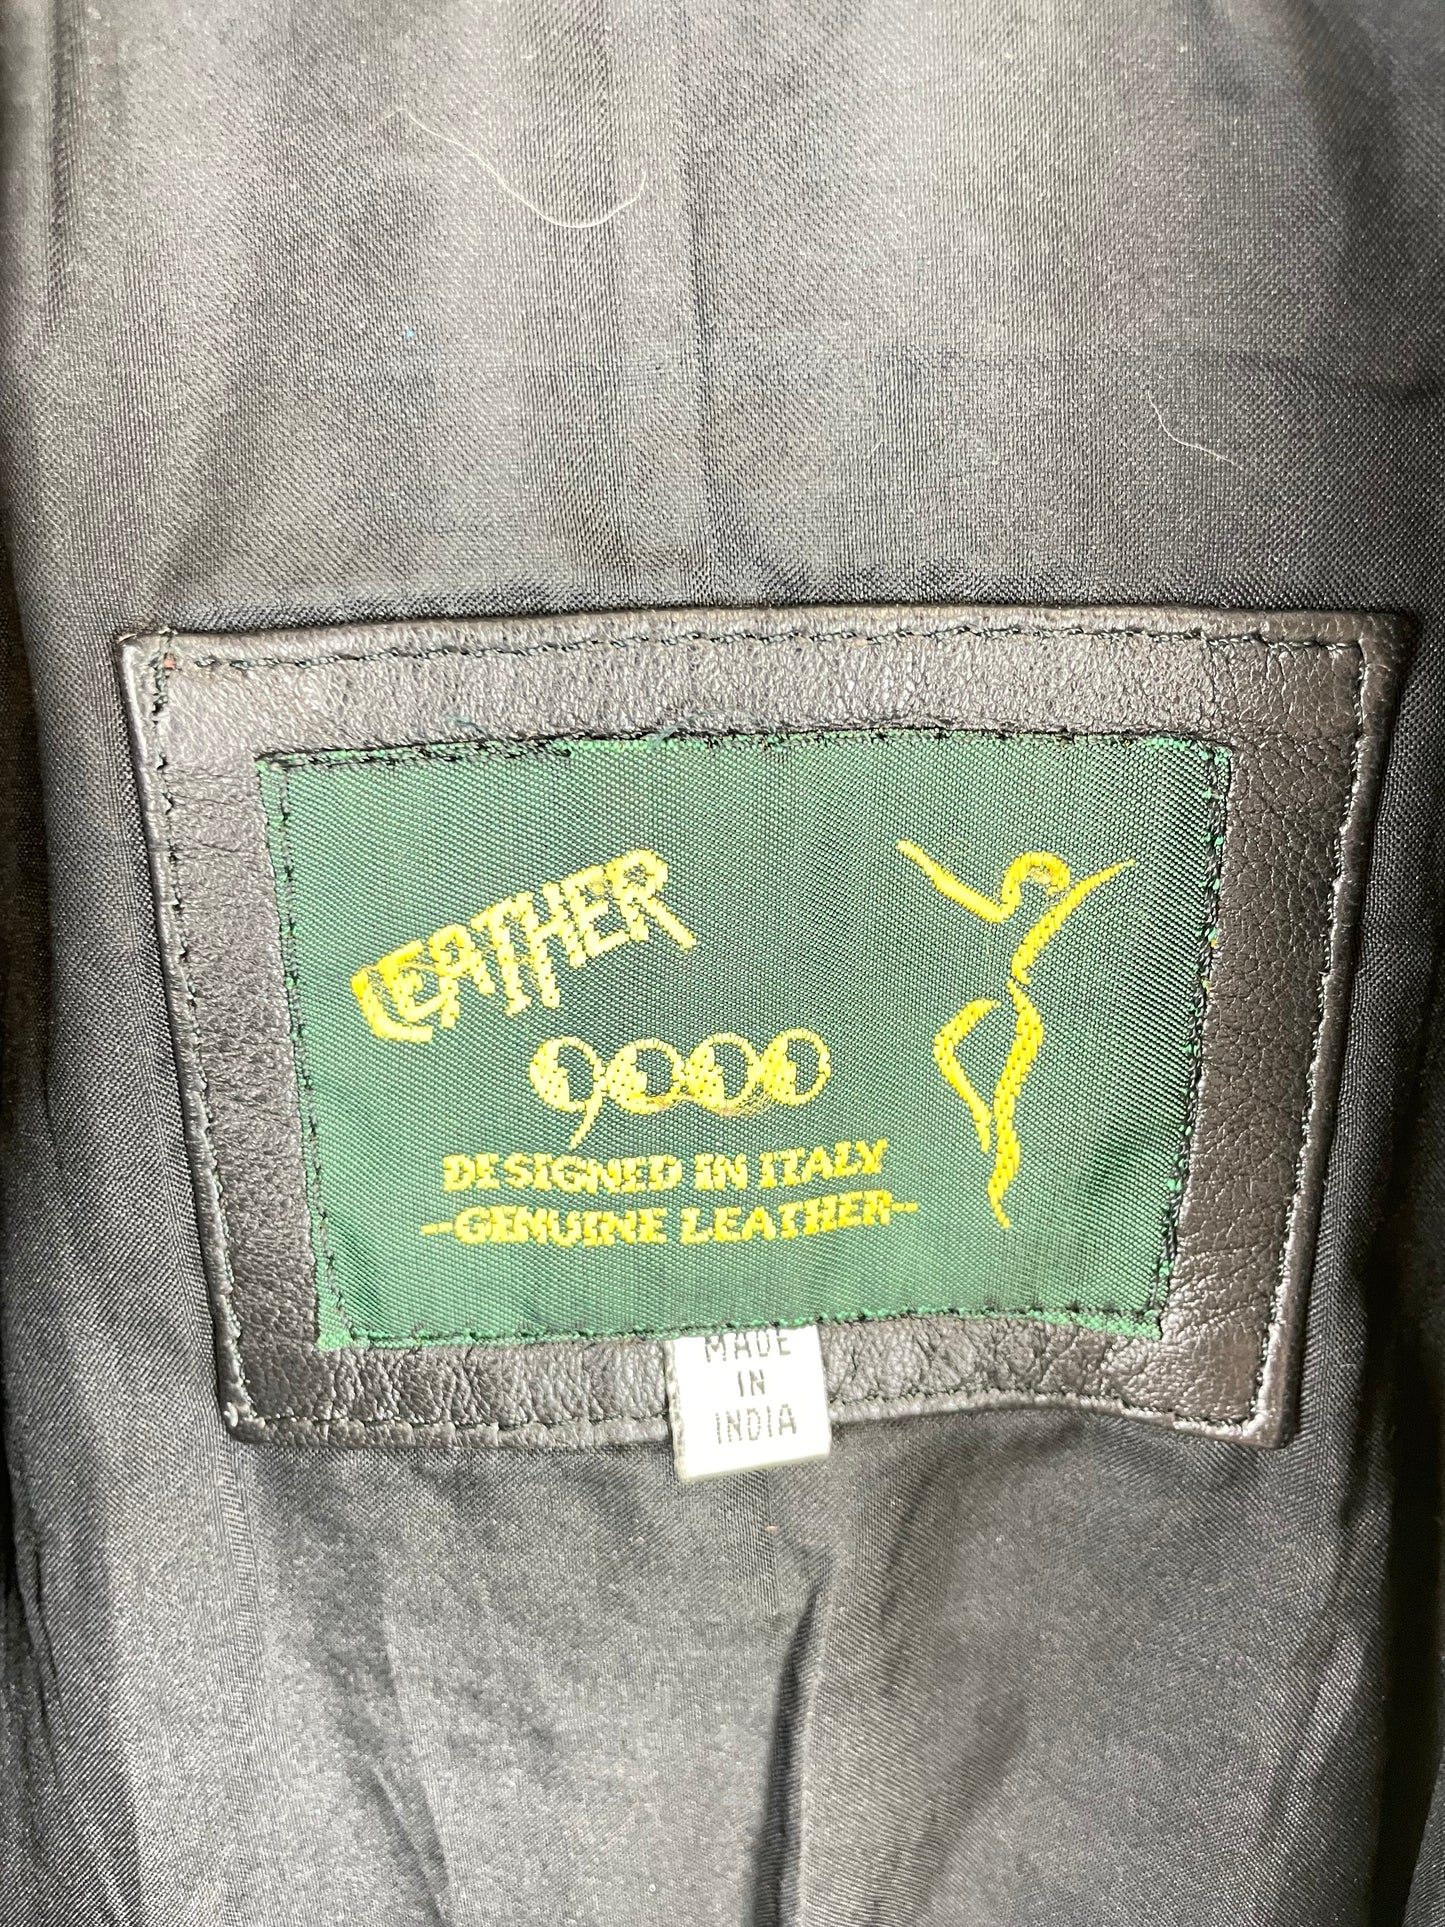 LEATHER
9000
DESIGNED IN ITALY
-GENUINE LEATHER-
MADE
IN
INDIA